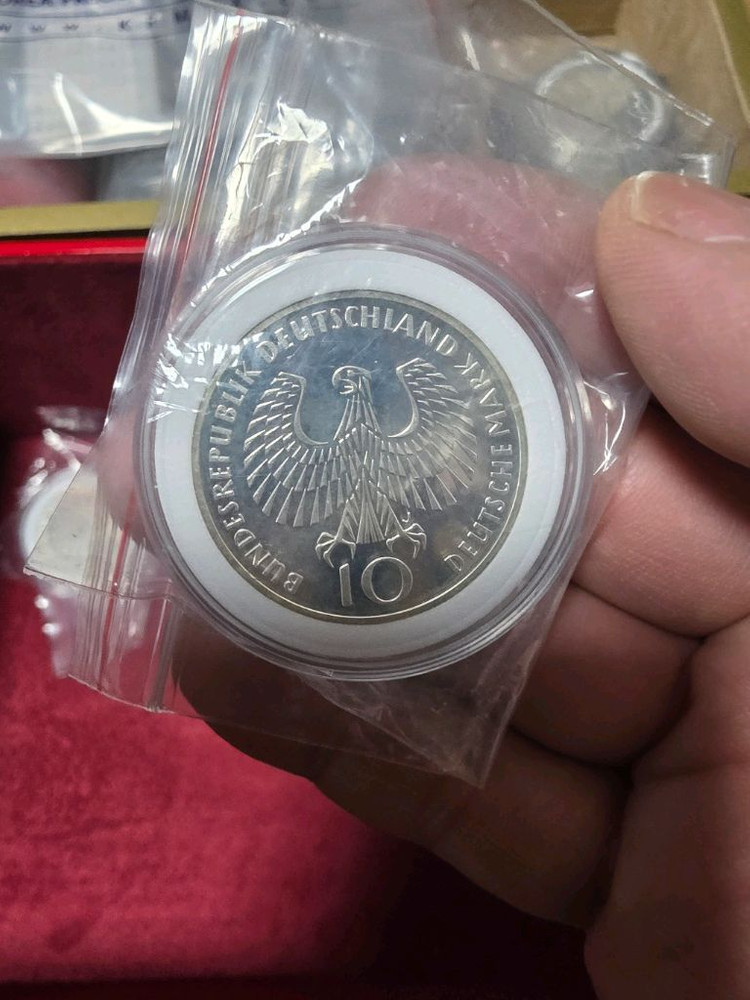 BUNDESREPUBLIK DEUTSCHLAND
DEUTSCHE MARK
10